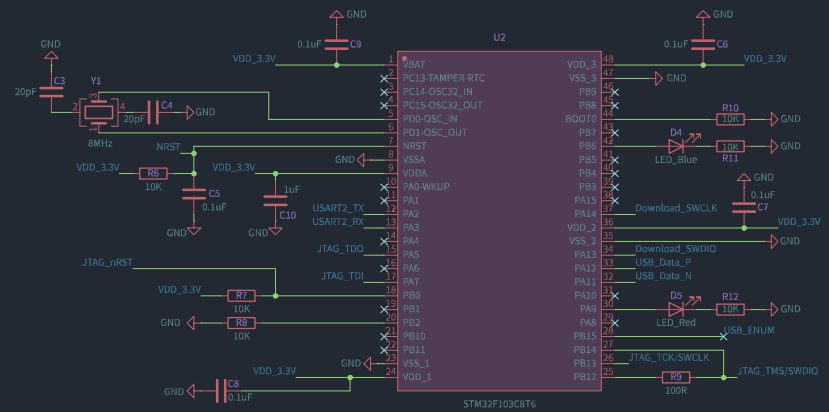 GND
GND
C9
0.1uF
U2
C6
0.1uF
GND
VDD_3.3V
VDD_3.3V
C3
20pF
Y1
3
2
4
1
8MHz
C4
20pF
GND
1 VBAT
2 PC13-TAMPER-RTC
3 PC14-OSC32_IN
4 PC15-OSC32_OUT
5 PD0-OSC_IN
6 PD1-OSC_OUT
7 NRST
8 VSSA
9 VDDA
10 PA0-WKUP
11 PA1
12 PA2
13 PA3
14 PA4
15 PA5
16 PA6
17 PA7
18 PB0
19 PB1
20 PB2
21 PB10
22 PB11
23 VSS_1
24 VDD_1
VDD_3 48
VSS_3 47
PB9 46
PB8 45
BOOT0 44
PB7 43
PB6 42
PB5 41
PB4 40
PB3 39
PA15 38
PA14 37
VDD_2 36
VSS_2 35
PA13 34
PA12 33
PA11 32
PA10 31
PA9 30
PA8 29
PB15 28
PB14 27
PB13 26
PB12 25
NRST
VDD_3.3V
R6
10K
C5
0.1uF
GND
GND
VDD_3.3V
1uF
C10
GND
USART2_TX
USART2_RX
JTAG_TDO
JTAG_nRST
JTAG_TDI
VDD_3.3V
R7
10K
GND
R8
10K
GND
VDD_3.3V
C8
0.1uF
GND
GND
R10
10K
GND
D4
LED_Blue
10K
R11
GND
GND
0.1uF
C7
Download_SWCLK
VDD_3.3V
GND
Download_SWDIO
USB_Data_P
USB_Data_N
D5
LED_Red
R12
10K
GND
USB_ENUM
JTAG_TCK/SWCLK
R9
100R
JTAG_TMS/SWDIO
STM32F103C8T6